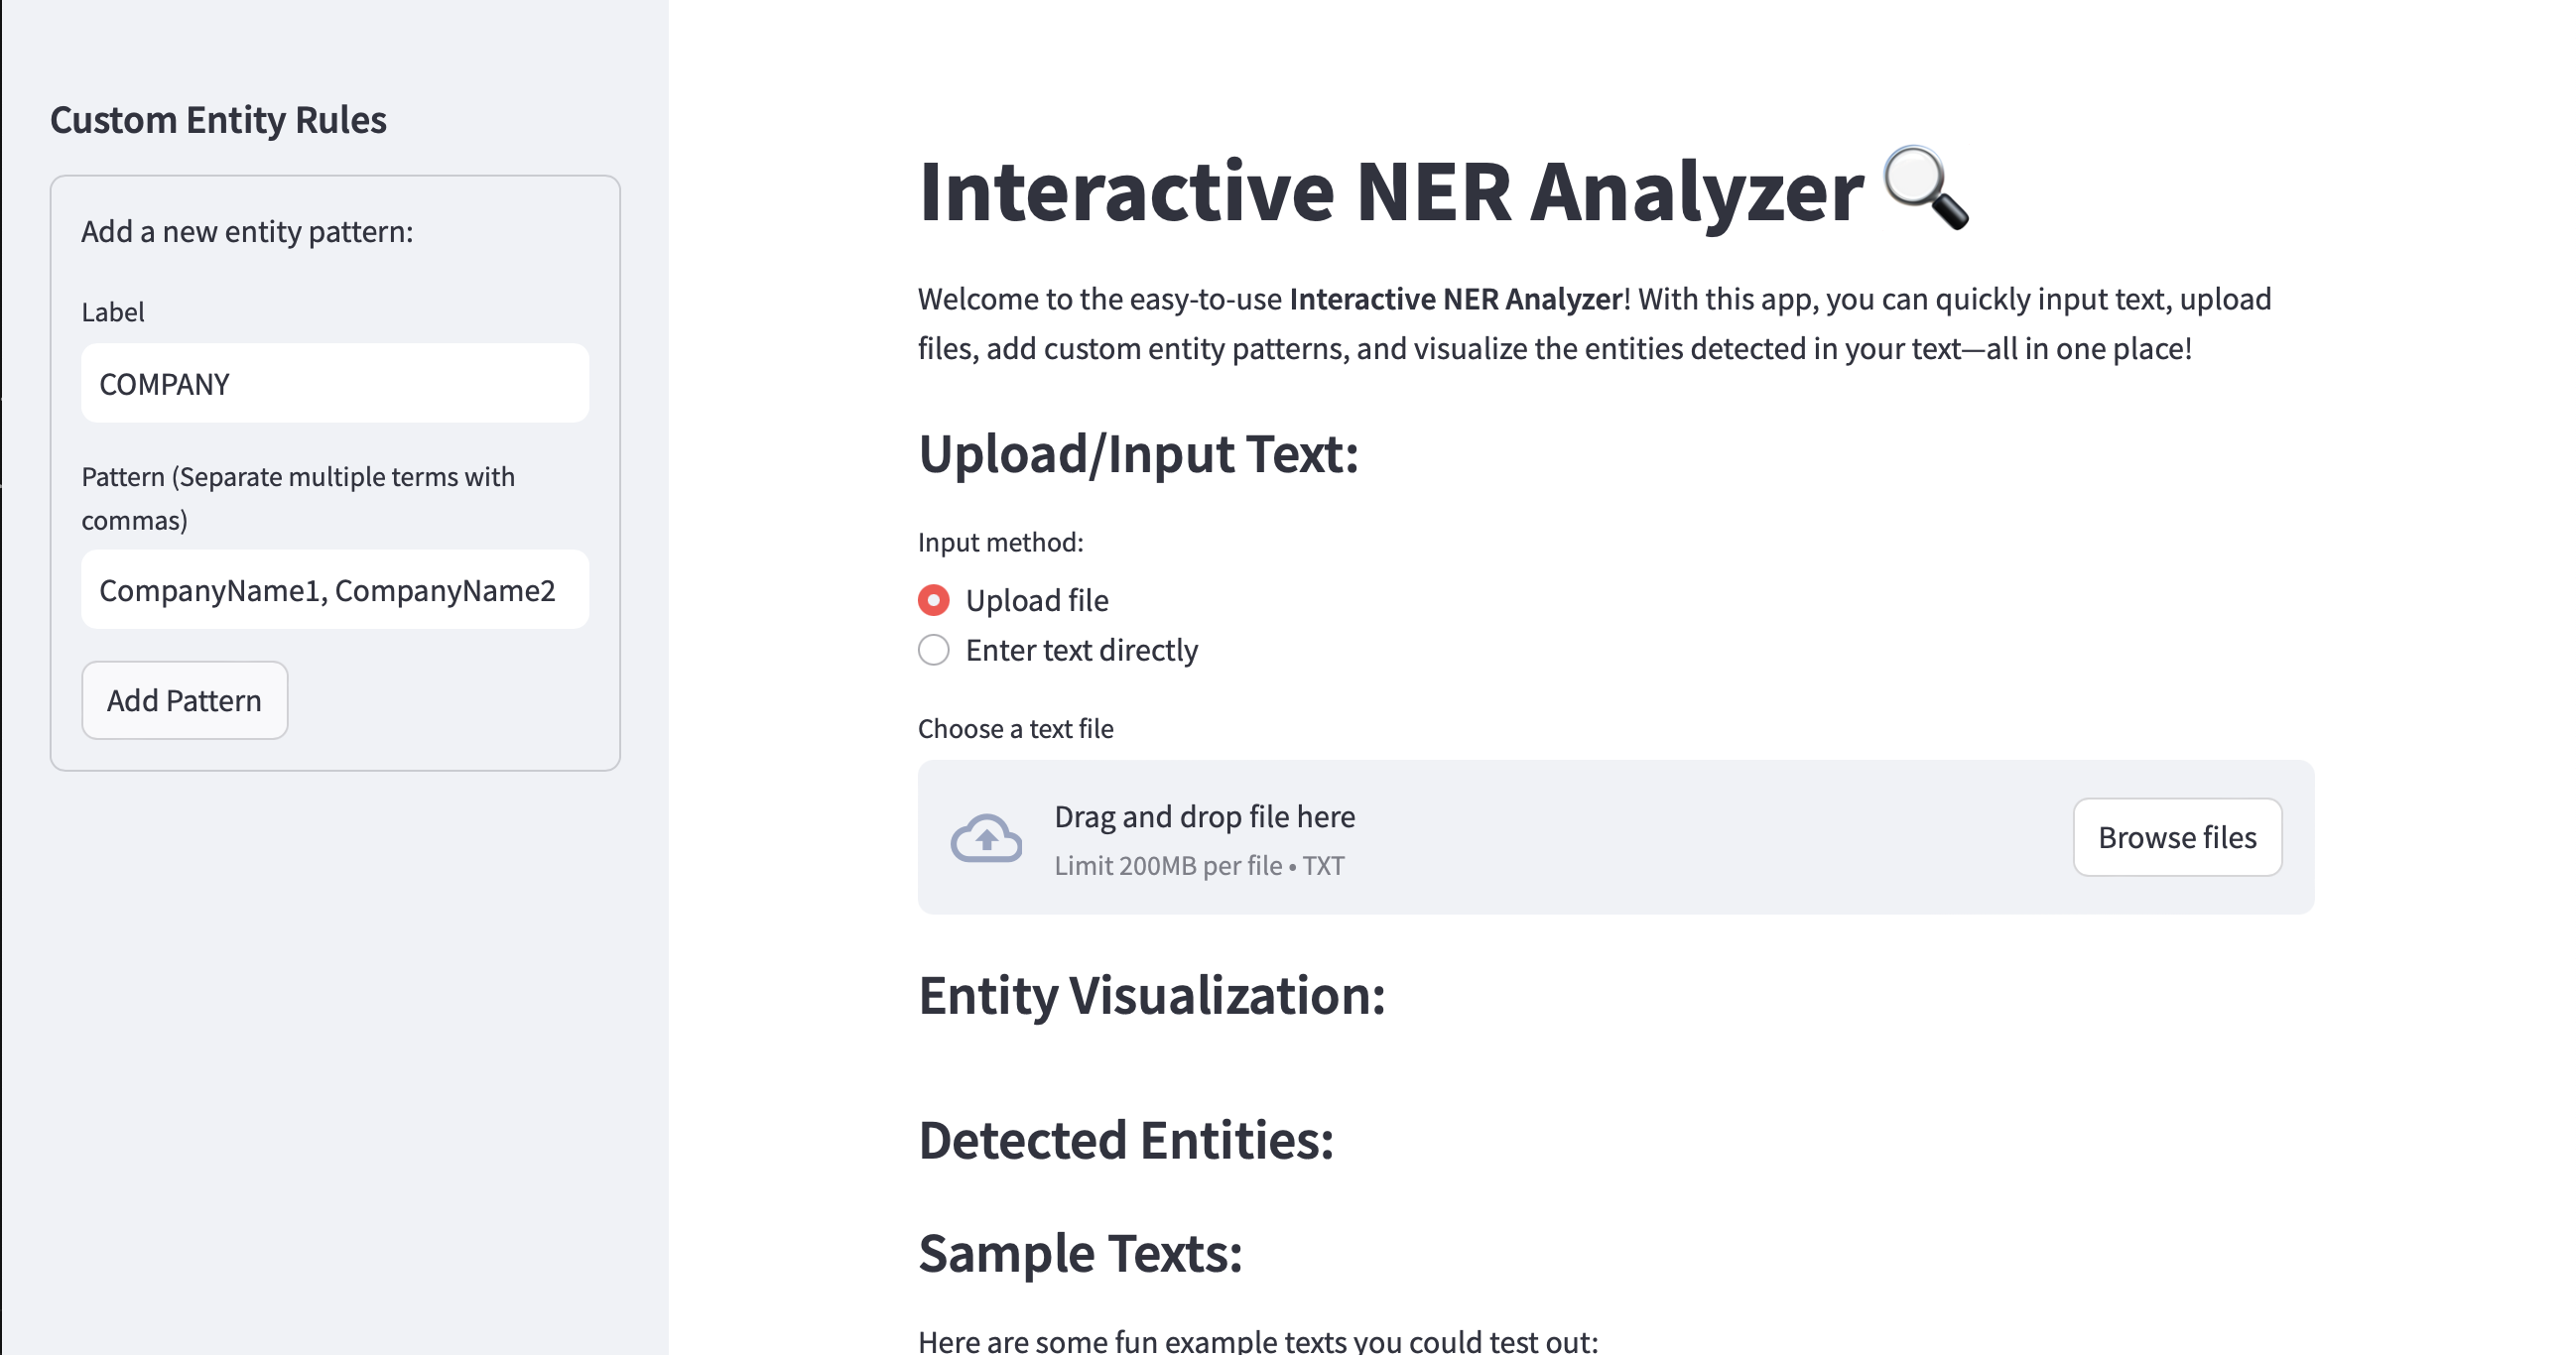 Custom Entity Rules
Add a new entity pattern:
Label
COMPANY
Pattern (Separate multiple terms with
commas)
CompanyName1, CompanyName2
Add Pattern
Interactive NER Analyzer
Welcome to the easy-to-use Interactive NER Analyzer! With this app, you can quickly input text, upload
files, add custom entity patterns, and visualize the entities detected in your text—all in one place!
Upload/Input Text:
Input method:
Upload file
Enter text directly
Choose a text file
Drag and drop file here
Limit 200MB per file • TXT
Browse files
Entity Visualization:
Detected Entities:
Sample Texts:
Here are some fun example texts you could test out: